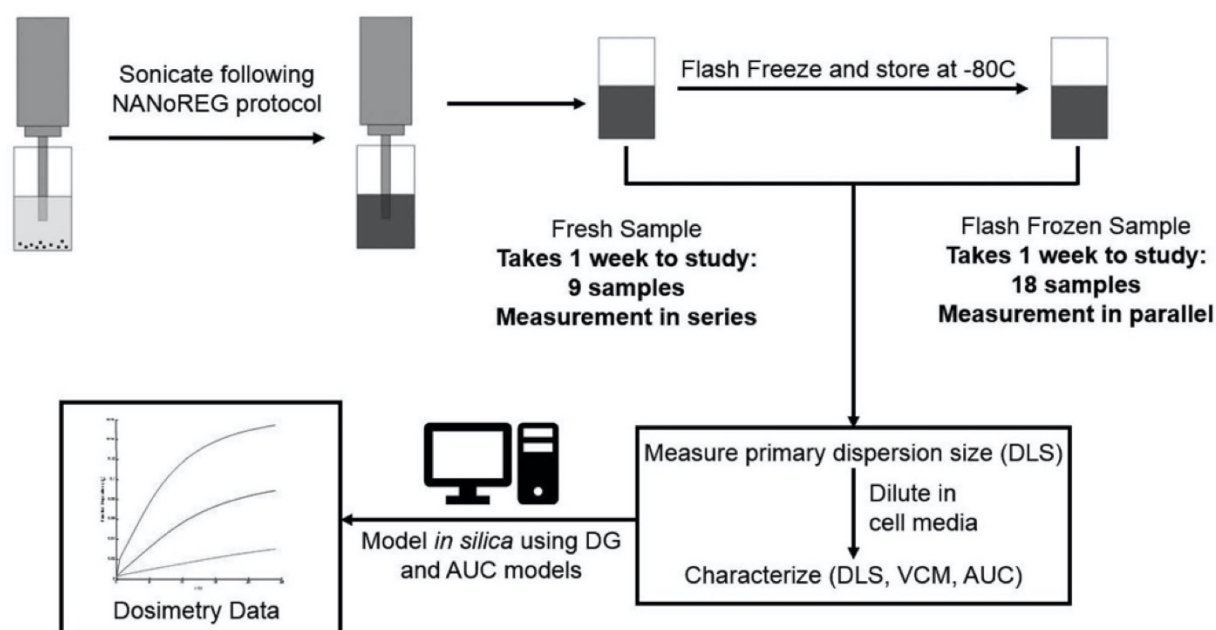 Sonicate following
NANoREG protocol
Flash Freeze and store at -80C
Fresh Sample
Takes 1 week to study:
9 samples
Measurement in series
Flash Frozen Sample
Takes 1 week to study:
18 samples
Measurement in parallel
Measure primary dispersion size (DLS)
Dilute in
cell media
Characterize (DLS, VCM, AUC)
Model in silica using DG
and AUC models
Dosimetry Data